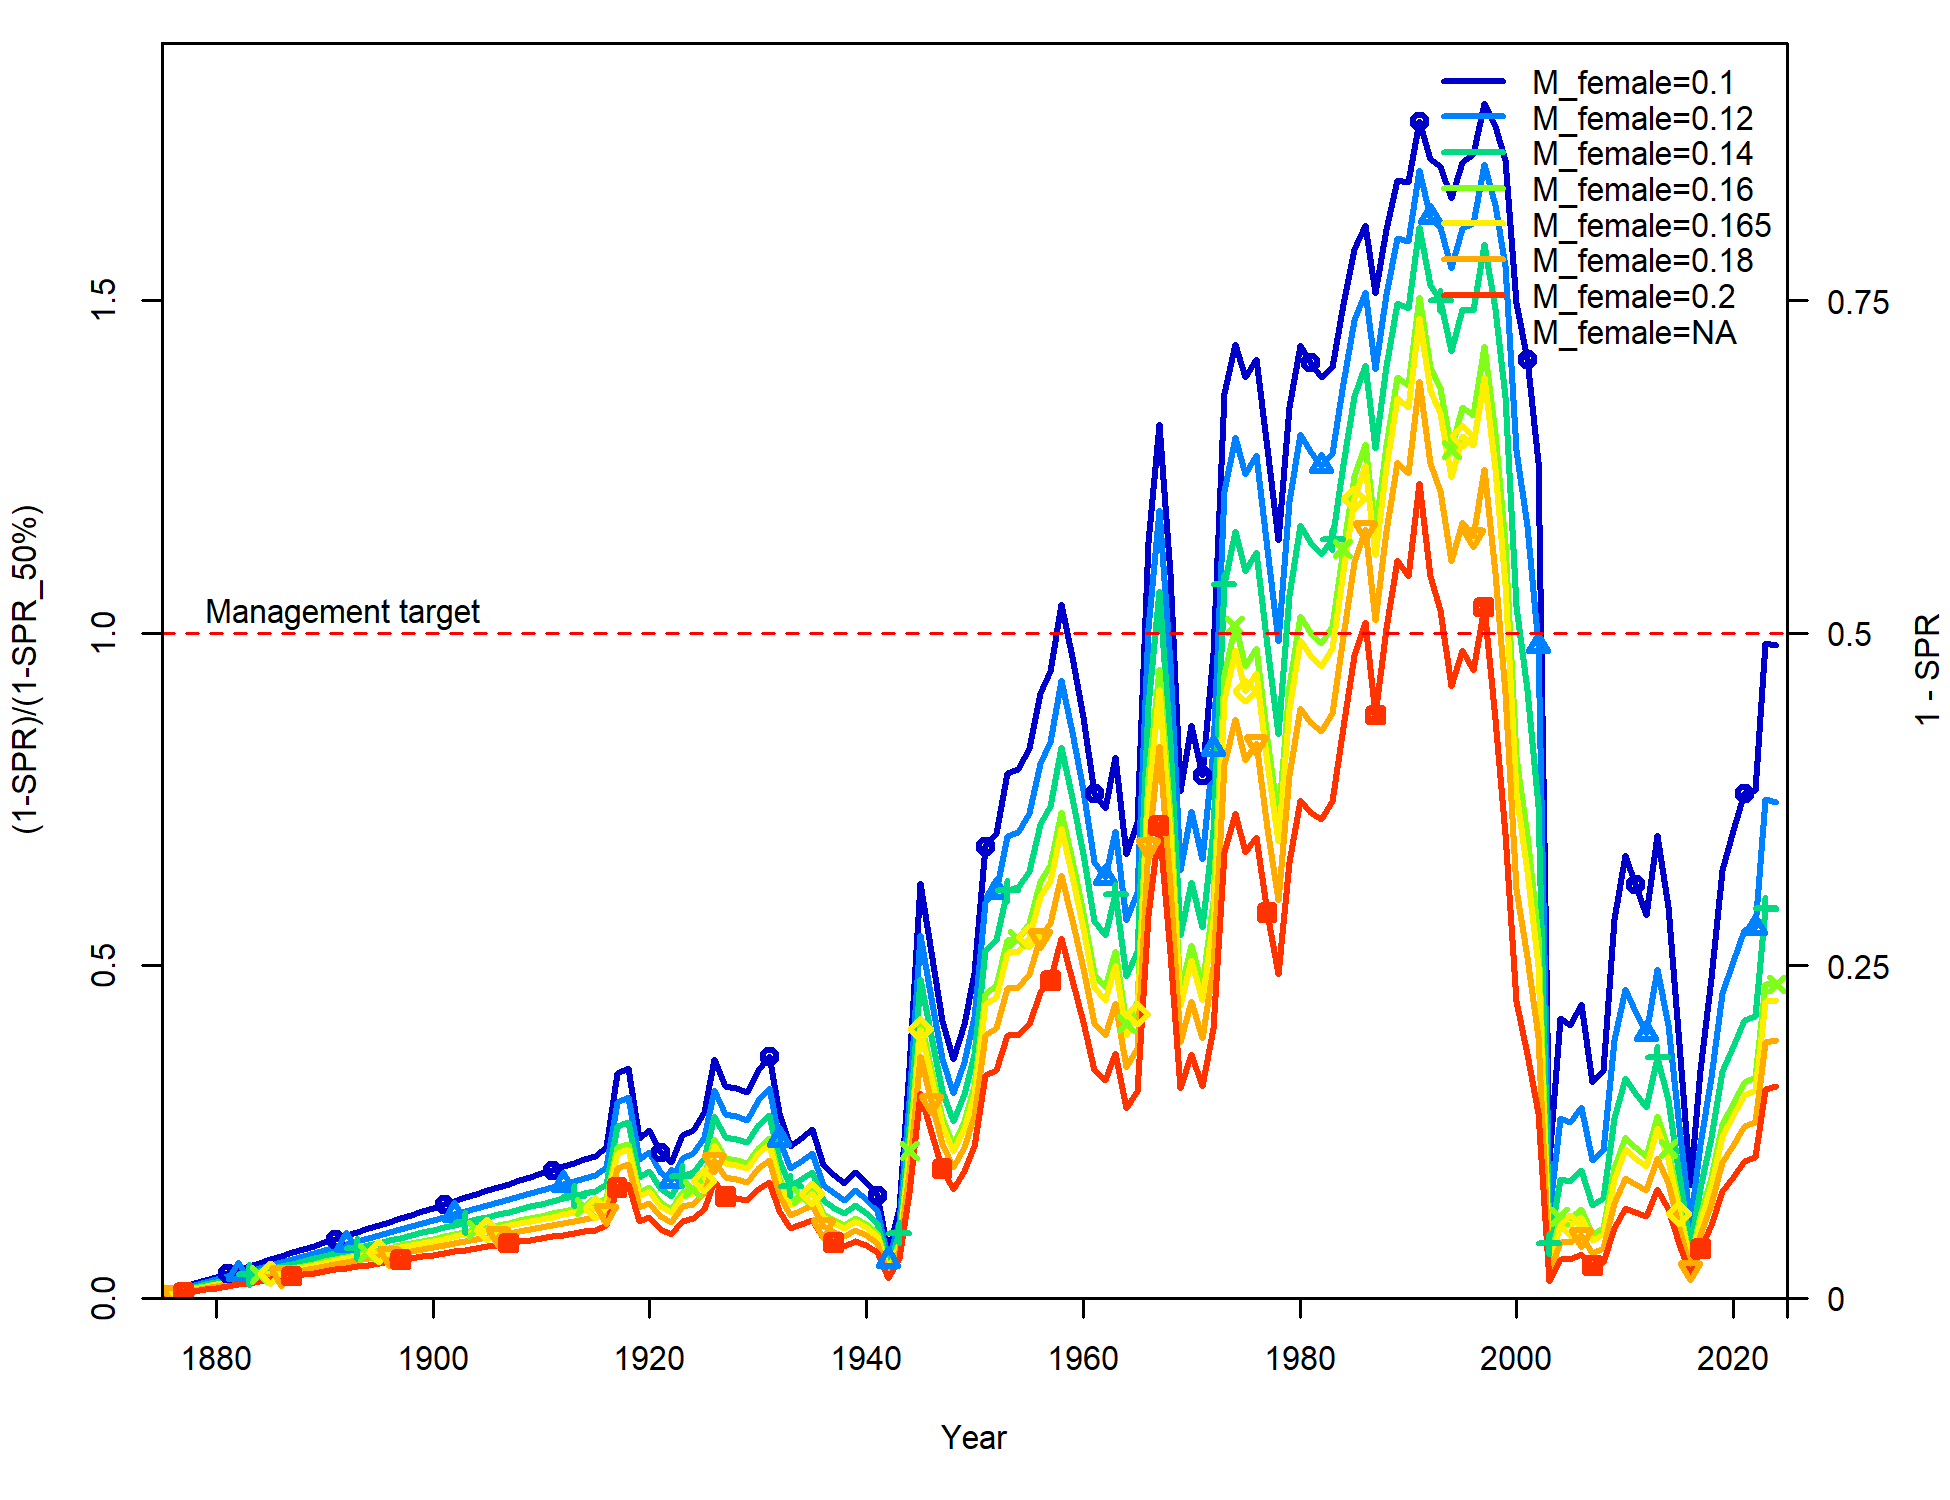 M_female=0.1
M_female=0.12
M_female=0.14
M_female=0.16
M_female=0.165
M_female=0.18
M_female=0.2
M_female=NA
Management target
(1-SPR)/(1-SPR_50%)
0.0
0.5
1.0
1.5
1 - SPR
0
0.25
0.5
0.75
1880 1900 1920 1940 1960 1980 2000 2020
Year